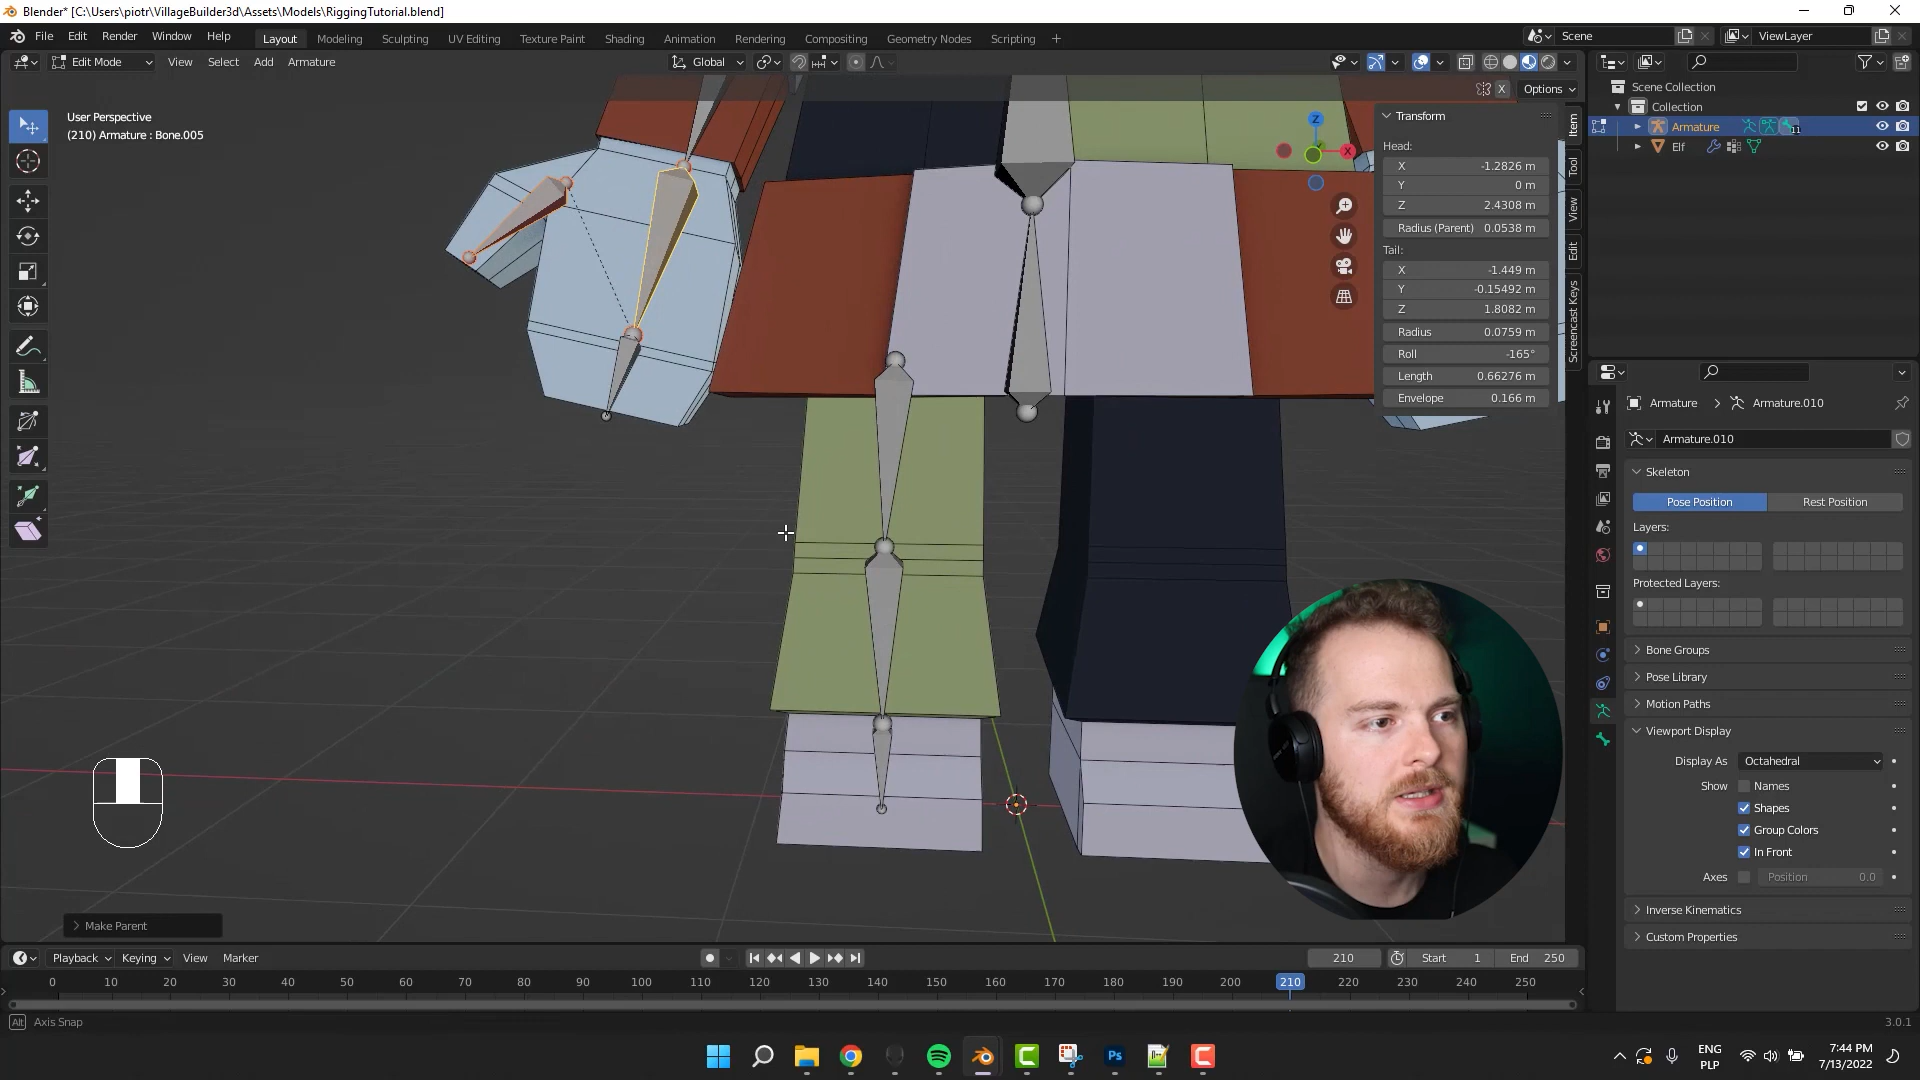 Blender* [C:\Users\piotr\VillageBuilder3d\Assets\Models\RiggingTutorial.blend]
File Edit Render Window Help
Layout Modeling Sculpting UV Editing Texture Paint Shading Animation Rendering Compositing Geometry Nodes Scripting +
Scene
ViewLayer
Edit Mode View Select Add Armature
Global
X
Options
User Perspective
(210) Armature : Bone.005
Transform
Head:
X -1.2826 m
Y 0 m
Z 2.4308 m
Radius (Parent) 0.0538 m
Tail:
X -1.449 m
Y -0.15492 m
Z 1.8082 m
Radius 0.0759 m
Roll -165°
Length 0.66276 m
Envelope 0.166 m
Item
Tool
View
Edit
Screencast Keys
Z
X
Scene Collection
Collection
Armature 11
Elf
Armature > Armature.010
Armature.010
Skeleton
Pose Position Rest Position
Layers:
Protected Layers:
Bone Groups
Pose Library
Motion Paths
Viewport Display
Display As Octahedral
Show Names
Shapes
Group Colors
In Front
Axes Position 0.0
Inverse Kinematics
Custom Properties
Make Parent
Playback Keying View Marker
210 Start 1 End 250
0 10 20 30 40 50 60 70 80 90 100 110 120 130 140 150 160 170 180 190 200 210 220 230 240 250
Alt Axis Snap
3.0.1
Ps
ENG
PLP
7:44 PM
7/13/2022